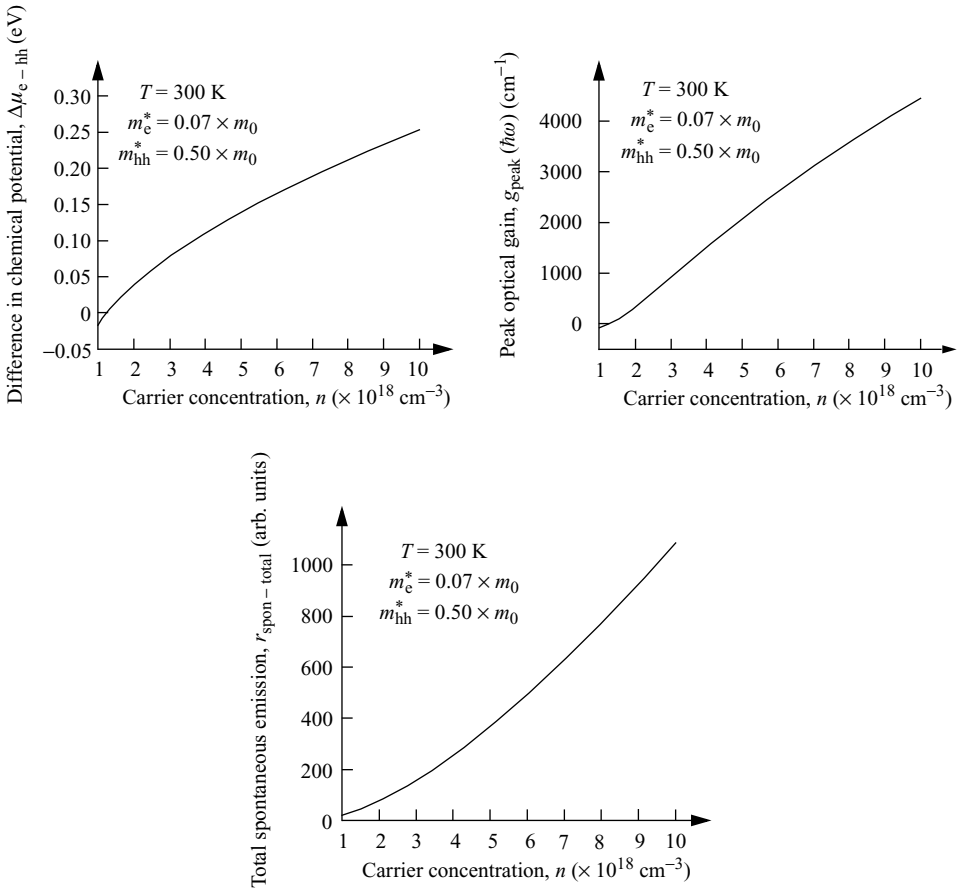 Difference in chemical potential, Δμe – hh (eV)
0.30
0.25
0.20
0.15
0.10
0.05
0
–0.05
T = 300 K
m*e = 0.07 × m0
m*hh = 0.50 × m0
1 2 3 4 5 6 7 8 9 10
Carrier concentration, n (× 10^18 cm^−3)
Peak optical gain, gpeak (ħω) (cm^−1)
4000
3000
2000
1000
0
T = 300 K
m*e = 0.07 × m0
m*hh = 0.50 × m0
1 2 3 4 5 6 7 8 9 10
Carrier concentration, n (× 10^18 cm^−3)
Total spontaneous emission, rspon – total (arb. units)
1000
800
600
400
200
0
T = 300 K
m*e = 0.07 × m0
m*hh = 0.50 × m0
1 2 3 4 5 6 7 8 9 10
Carrier concentration, n (× 10^18 cm^−3)